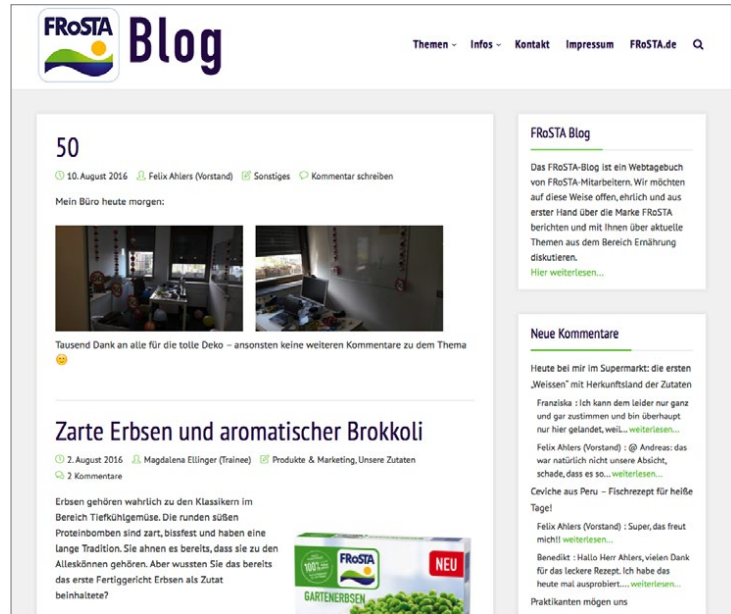 FRoSTA
Blog
Themen
Infos
Kontakt
Impressum
FRoSTA.de
50
10. August 2016 Felix Ahlers (Vorstand) Sonstiges Kommentar schreiben
Mein Büro heute morgen:
Tausend Dank an alle für die tolle Deko – ansonsten keine weiteren Kommentare zu dem Thema
Zarte Erbsen und aromatischer Brokkoli
2. August 2016 Magdalena Ellinger (Trainee) Produkte & Marketing, Unsere Zutaten
2 Kommentare
Erbsen gehören wahrlich zu den Klassikern im
Bereich Tiefkühlgemüse. Die runden süßen
Proteinbomben sind zart, bissfest und haben eine
lange Tradition. Sie ahnen es bereits, dass sie zu den
Alleskönnen gehören. Aber wussten Sie das bereits
das erste Fertiggericht Erbsen als Zutat
beinhaltete?
100%
FRoSTA
NEU
GARTENERBSEN
FRoSTA Blog
Das FRoSTA-Blog ist ein Webtagebuch
von FRoSTA-Mitarbeitern. Wir möchten
auf diese Weise offen, ehrlich und aus
erster Hand über die Marke FRoSTA
berichten und mit Ihnen über aktuelle
Themen aus dem Bereich Ernährung
diskutieren.
Hier weiterlesen...
Neue Kommentare
Heute bei mir im Supermarkt: die ersten
„Weissen“ mit Herkunftsland der Zutaten
Franziska : Ich kann dem leider nur ganz
und gar zustimmen und bin überhaupt
nur hier gelandet, weil... weiterlesen...
Felix Ahlers (Vorstand) : @ Andreas: das
war natürlich nicht unsere Absicht,
schade, dass es so... weiterlesen...
Ceviche aus Peru – Fischrezept für heiße
Tage!
Felix Ahlers (Vorstand) : Super, das freut
mich!! weiterlesen...
Benedikt : Hallo Herr Ahlers, vielen Dank
für das leckere Rezept. Ich habe das
heute mal ausprobiert.... weiterlesen...
Praktikanten mögen uns